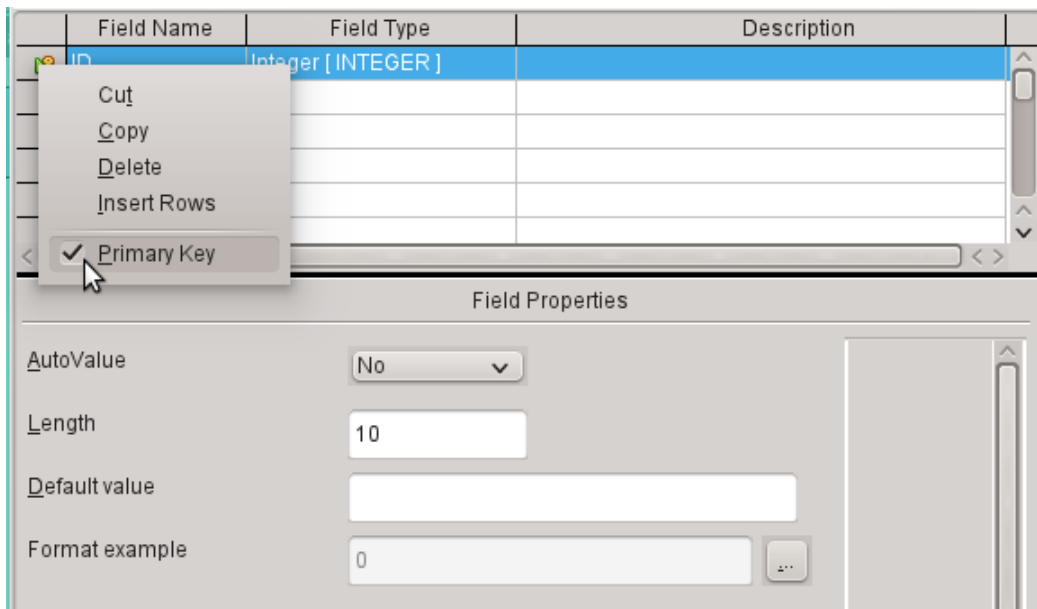 Field Name Field Type Description
ID Integer [ INTEGER ]
Cut
Copy
Delete
Insert Rows
Primary Key
Field Properties
AutoValue No
Length 10
Default value
Format example 0 ...